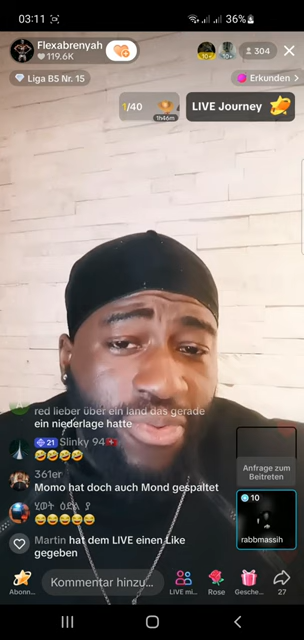 03:11
36%
Flexabrenyah
119.6K
304
Liga B5 Nr. 15
Erkunden >
1/40
1h46m
LIVE Journey
red lieber über ein land das gerade
ein niederlage hatte
21 Slinky 94
🤣🤣🤣🤣
361er
Momo hat doch auch Mond gespaltet
😂😂😂😂
Martin hat dem LIVE einen Like
gegeben
Anfrage zum
Beitreten
10
rabbmassih
Abonn...
Kommentar hinzu...
LIVE mi...
Rose
Gesche...
27